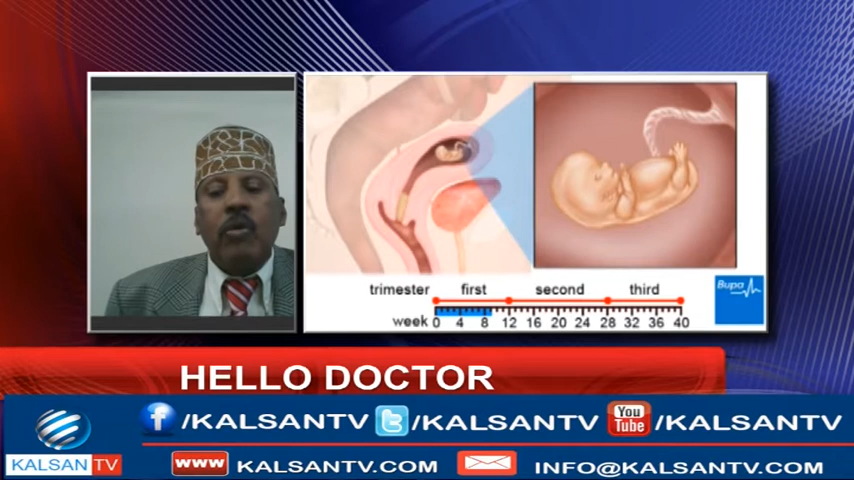 trimester first second third
Bupa
week 0 4 8 12 16 20 24 28 32 36 40
HELLO DOCTOR
f /KALSANTV t /KALSANTV You Tube /KALSANTV
KALSAN TV
www KALSANTV.COM INFO@KALSANTV.COM